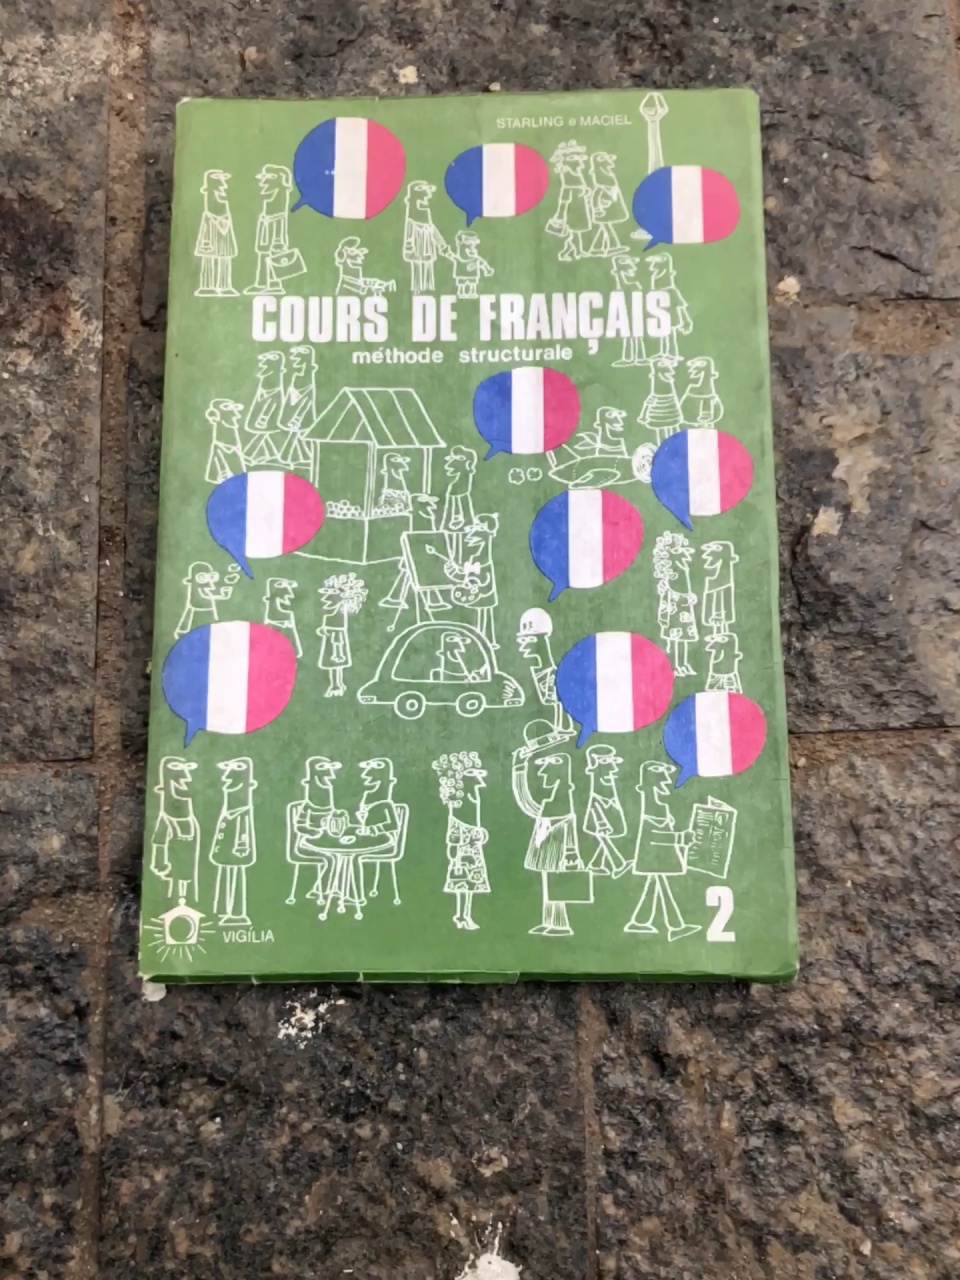 STARLING e MACIEL
COURS DE FRANÇAIS
méthode structurale
2
VIGÍLIA